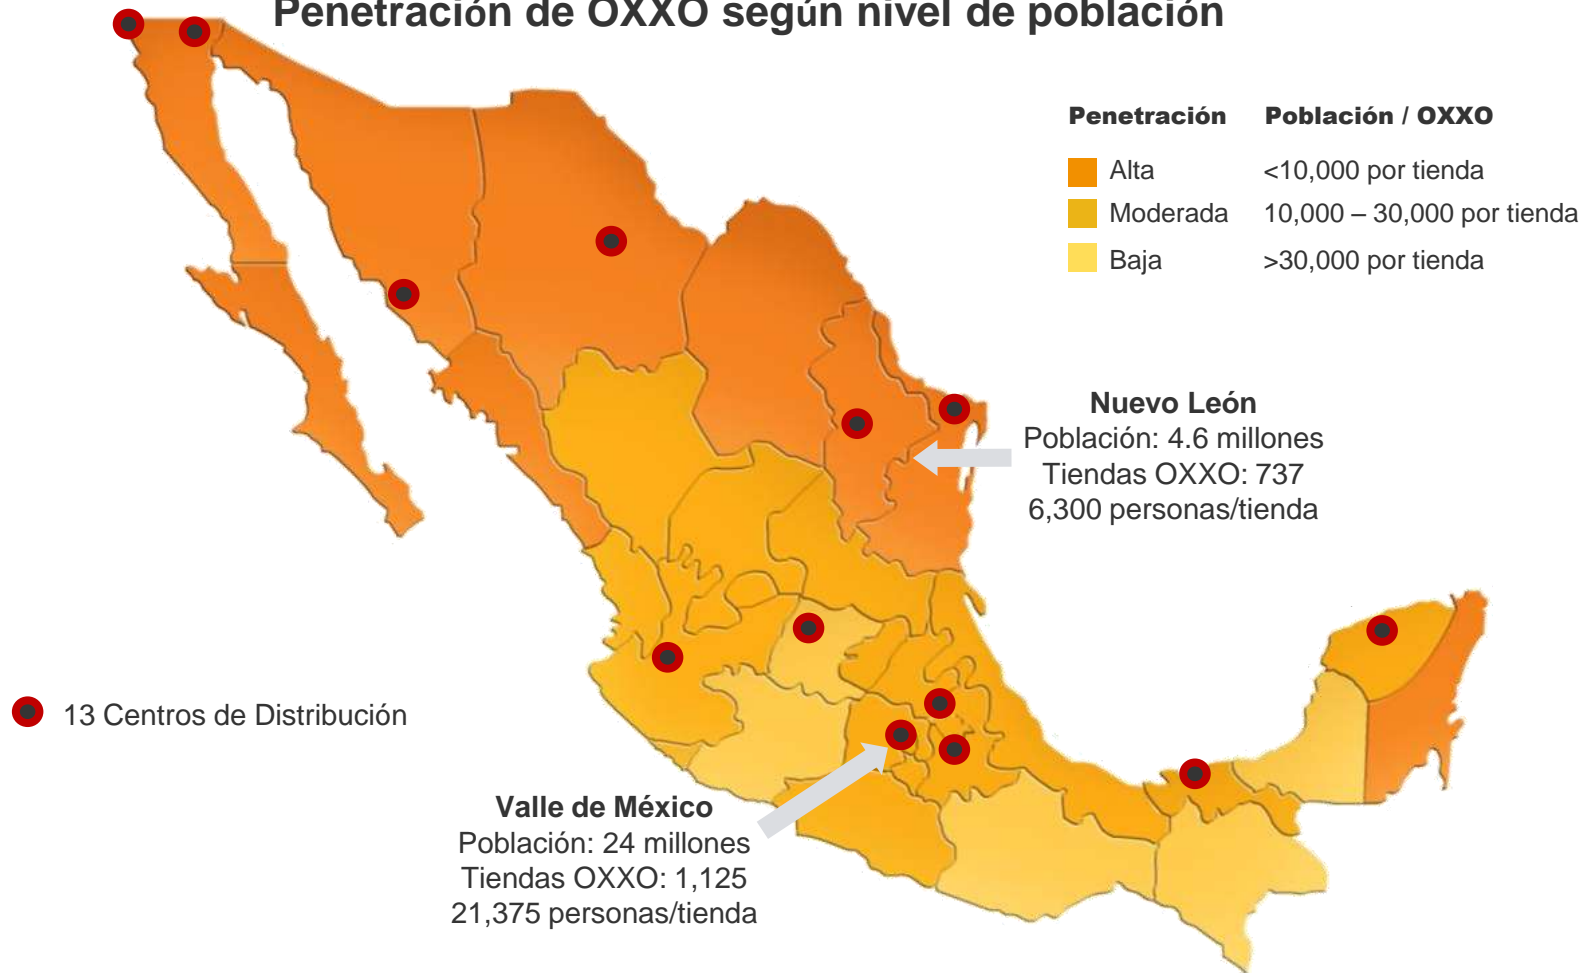 Penetración de OXXO según nivel de población
Penetración Población / OXXO
Alta <10,000 por tienda
Moderada 10,000 – 30,000 por tienda
Baja >30,000 por tienda
Nuevo León
Población: 4.6 millones
Tiendas OXXO: 737
6,300 personas/tienda
13 Centros de Distribución
Valle de México
Población: 24 millones
Tiendas OXXO: 1,125
21,375 personas/tienda